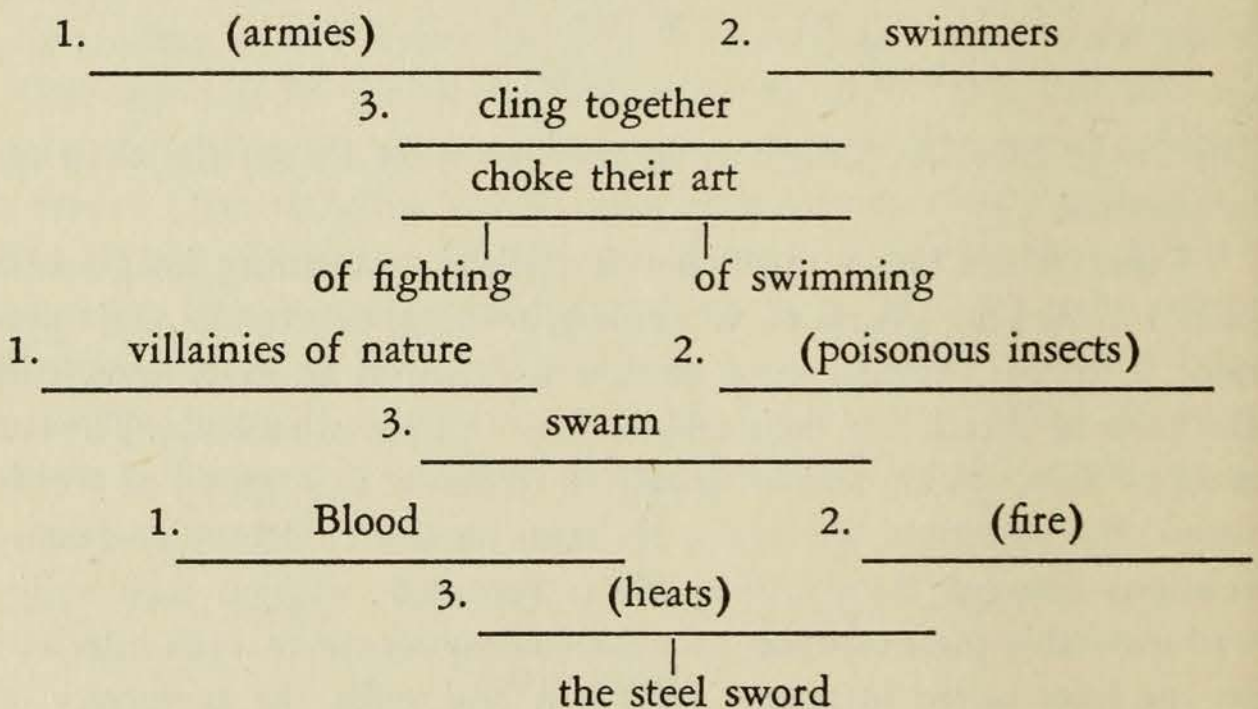 1. (armies) 2. swimmers
3. cling together
choke their art
of fighting of swimming
1. villainies of nature 2. (poisonous insects)
3. swarm
1. Blood 2. (fire)
3. (heats)
the steel sword